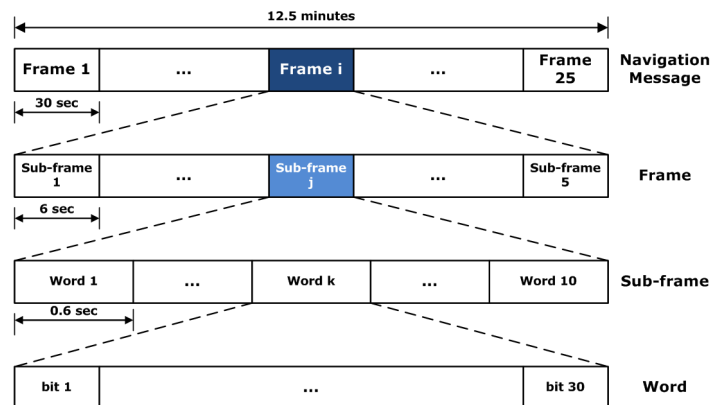 12.5 minutes
Frame 1
...
Frame i
...
Frame
25
Navigation
Message
30 sec
Sub-frame
1
...
Sub-frame
j
...
Sub-frame
5
Frame
6 sec
Word 1
...
Word k
...
Word 10
Sub-frame
0.6 sec
bit 1
...
bit 30
Word